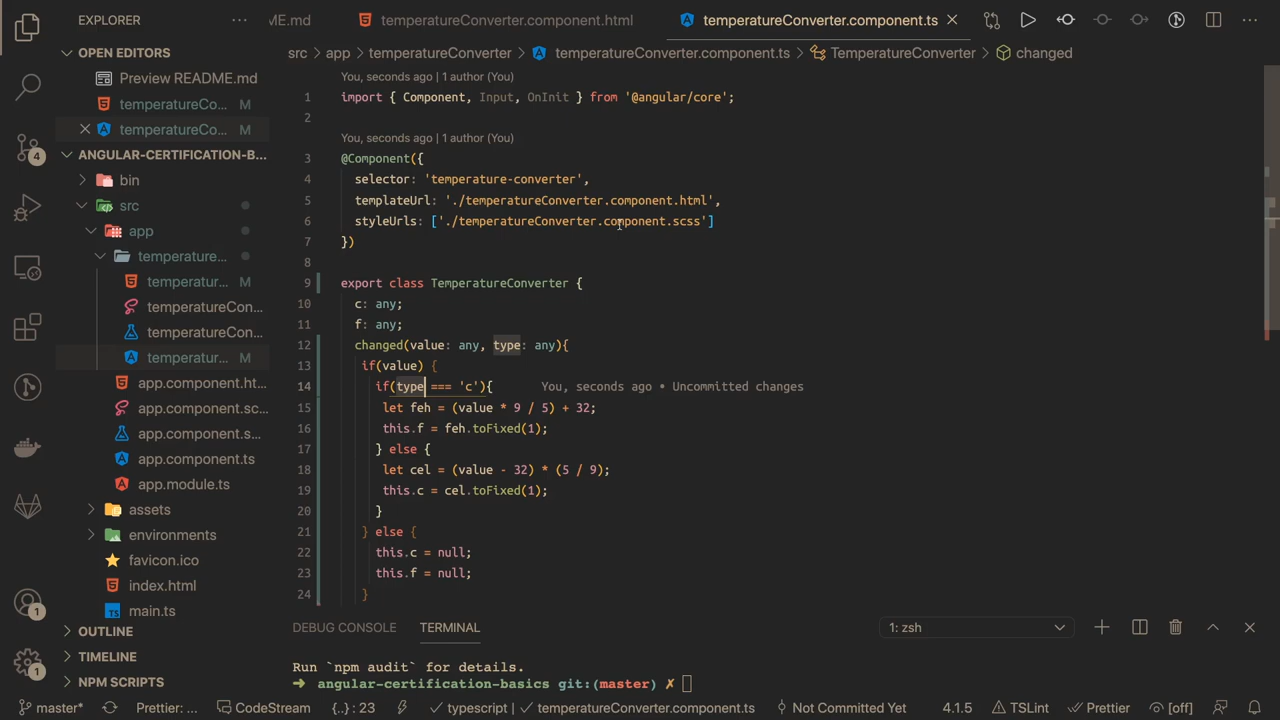 EXPLORER
ME.md
temperatureConverter.component.html
temperatureConverter.component.ts
OPEN EDITORS
Preview README.md
temperatureCo... M
temperatureCo... M
ANGULAR-CERTIFICATION-B...
bin
src
app
temperature...
temperatur... M
temperatureCon...
temperatureCon...
temperatur... M
app.component.ht...
app.component.sc...
app.component.s...
app.component.ts
app.module.ts
assets
environments
favicon.ico
index.html
main.ts
OUTLINE
TIMELINE
NPM SCRIPTS
4
1
1
src > app > temperatureConverter > temperatureConverter.component.ts > TemperatureConverter > changed
You, seconds ago | 1 author (You)
1 import { Component, Input, OnInit } from '@angular/core';
2
You, seconds ago | 1 author (You)
3 @Component({
4 selector: 'temperature-converter',
5 templateUrl: './temperatureConverter.component.html',
6 styleUrls: ['./temperatureConverter.component.scss']
7 })
8
9 export class TemperatureConverter {
10 c: any;
11 f: any;
12 changed(value: any, type: any){
13 if(value) {
14 if(type === 'c'){ You, seconds ago • Uncommitted changes
15 let feh = (value * 9 / 5) + 32;
16 this.f = feh.toFixed(1);
17 } else {
18 let cel = (value - 32) * (5 / 9);
19 this.c = cel.toFixed(1);
20 }
21 } else {
22 this.c = null;
23 this.f = null;
24 }
DEBUG CONSOLE
TERMINAL
1: zsh
Run `npm audit` for details.
➜ angular-certification-basics git:(master) ✗
master*
Prettier: ...
CodeStream
{..} : 23
typescript | ✓ temperatureConverter.component.ts
Not Committed Yet
4.1.5
TSLint
Prettier
[off]